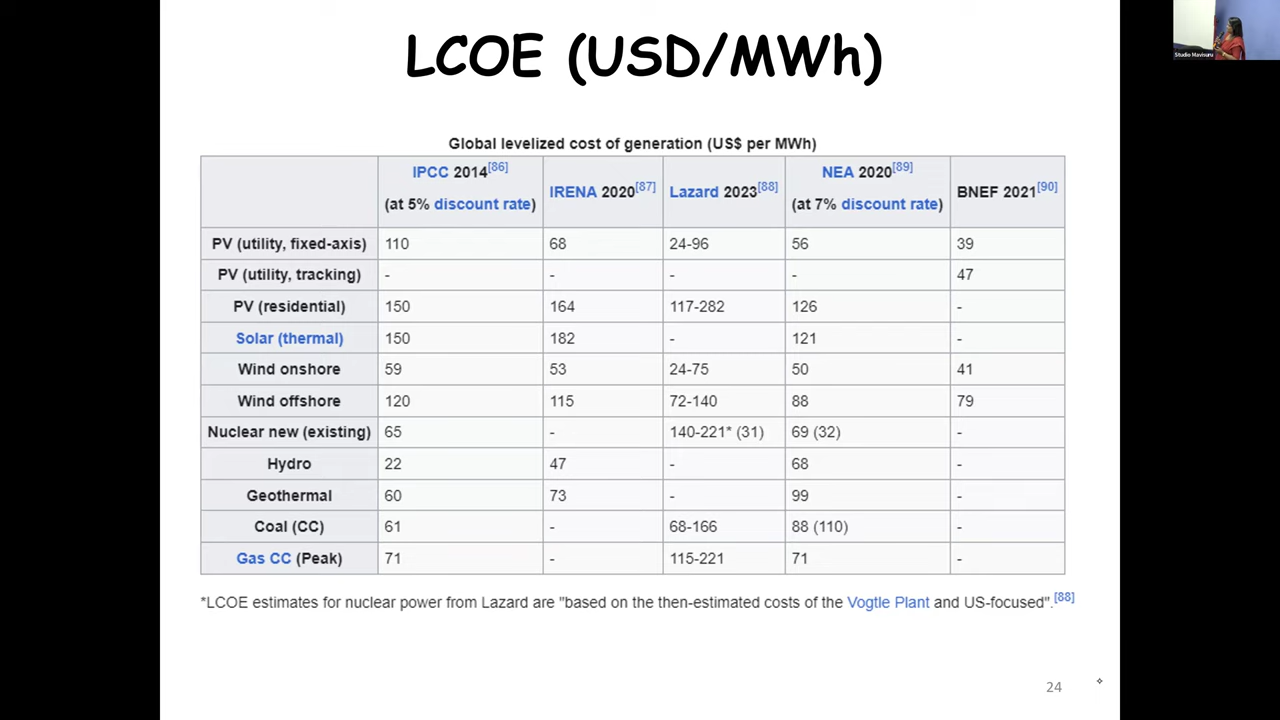 LCOE (USD/MWh)
Studio Mavisuru
Global levelized cost of generation (US$ per MWh)
IPCC 2014[86] (at 5% discount rate) IRENA 2020[87] Lazard 2023[88] NEA 2020[89] (at 7% discount rate) BNEF 2021[90]
PV (utility, fixed-axis) 110 68 24-96 56 39
PV (utility, tracking) - - - - 47
PV (residential) 150 164 117-282 126 -
Solar (thermal) 150 182 - 121 -
Wind onshore 59 53 24-75 50 41
Wind offshore 120 115 72-140 88 79
Nuclear new (existing) 65 - 140-221* (31) 69 (32) -
Hydro 22 47 - 68 -
Geothermal 60 73 - 99 -
Coal (CC) 61 - 68-166 88 (110) -
Gas CC (Peak) 71 - 115-221 71 -
*LCOE estimates for nuclear power from Lazard are "based on the then-estimated costs of the Vogtle Plant and US-focused".[88]
24